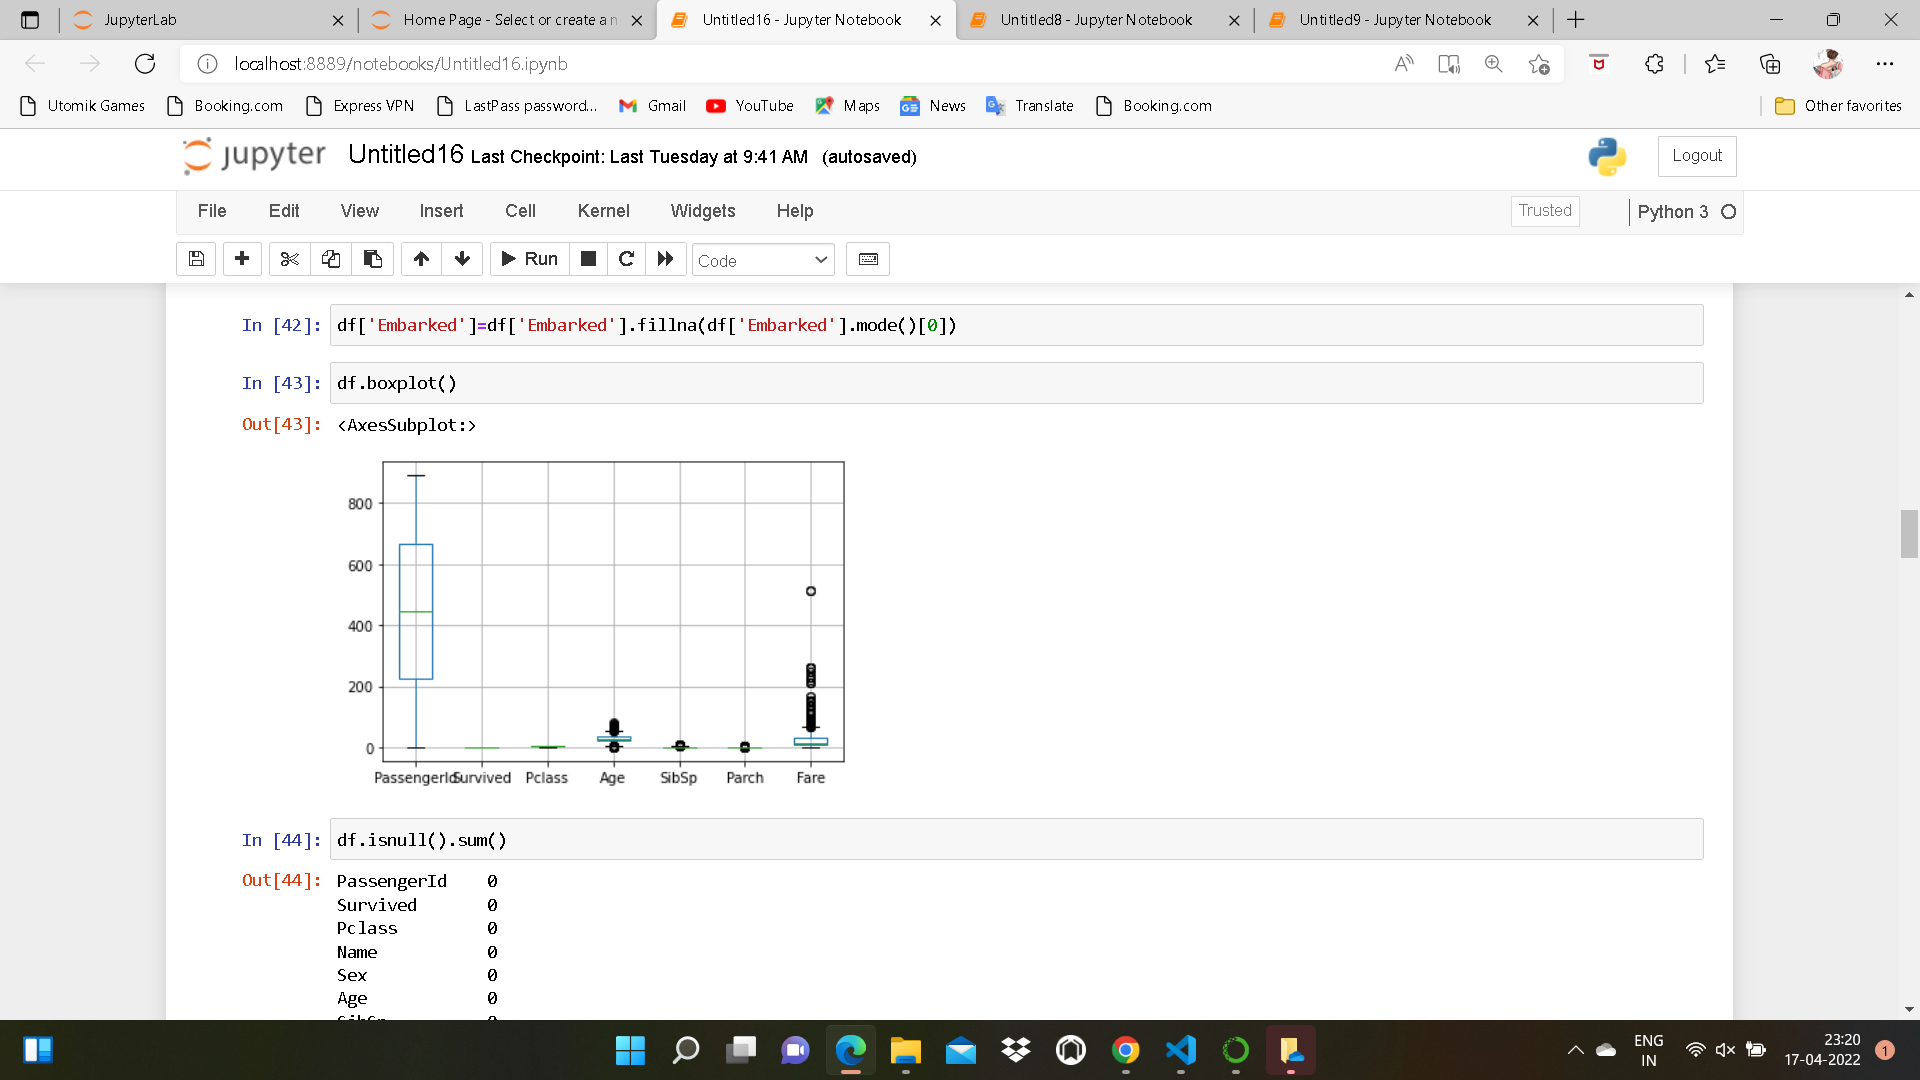 JupyterLab
Home Page - Select or create a n
Untitled16 - Jupyter Notebook
Untitled8 - Jupyter Notebook
Untitled9 - Jupyter Notebook
localhost:8889/notebooks/Untitled16.ipynb
Utomik Games
Booking.com
Express VPN
LastPass password...
Gmail
YouTube
Maps
News
Translate
Booking.com
Other favorites
jupyter
Untitled16 Last Checkpoint: Last Tuesday at 9:41 AM (autosaved)
Logout
File Edit View Insert Cell Kernel Widgets Help
Trusted
Python 3
Run
Code
In [42]: df['Embarked']=df['Embarked'].fillna(df['Embarked'].mode()[0])
In [43]: df.boxplot()
Out[43]: <AxesSubplot:>
800
600
400
200
0
PassengerId Survived Pclass Age SibSp Parch Fare
In [44]: df.isnull().sum()
Out[44]: PassengerId 0
Survived 0
Pclass 0
Name 0
Sex 0
Age 0
SibSp 0
ENG
IN
23:20
17-04-2022
1